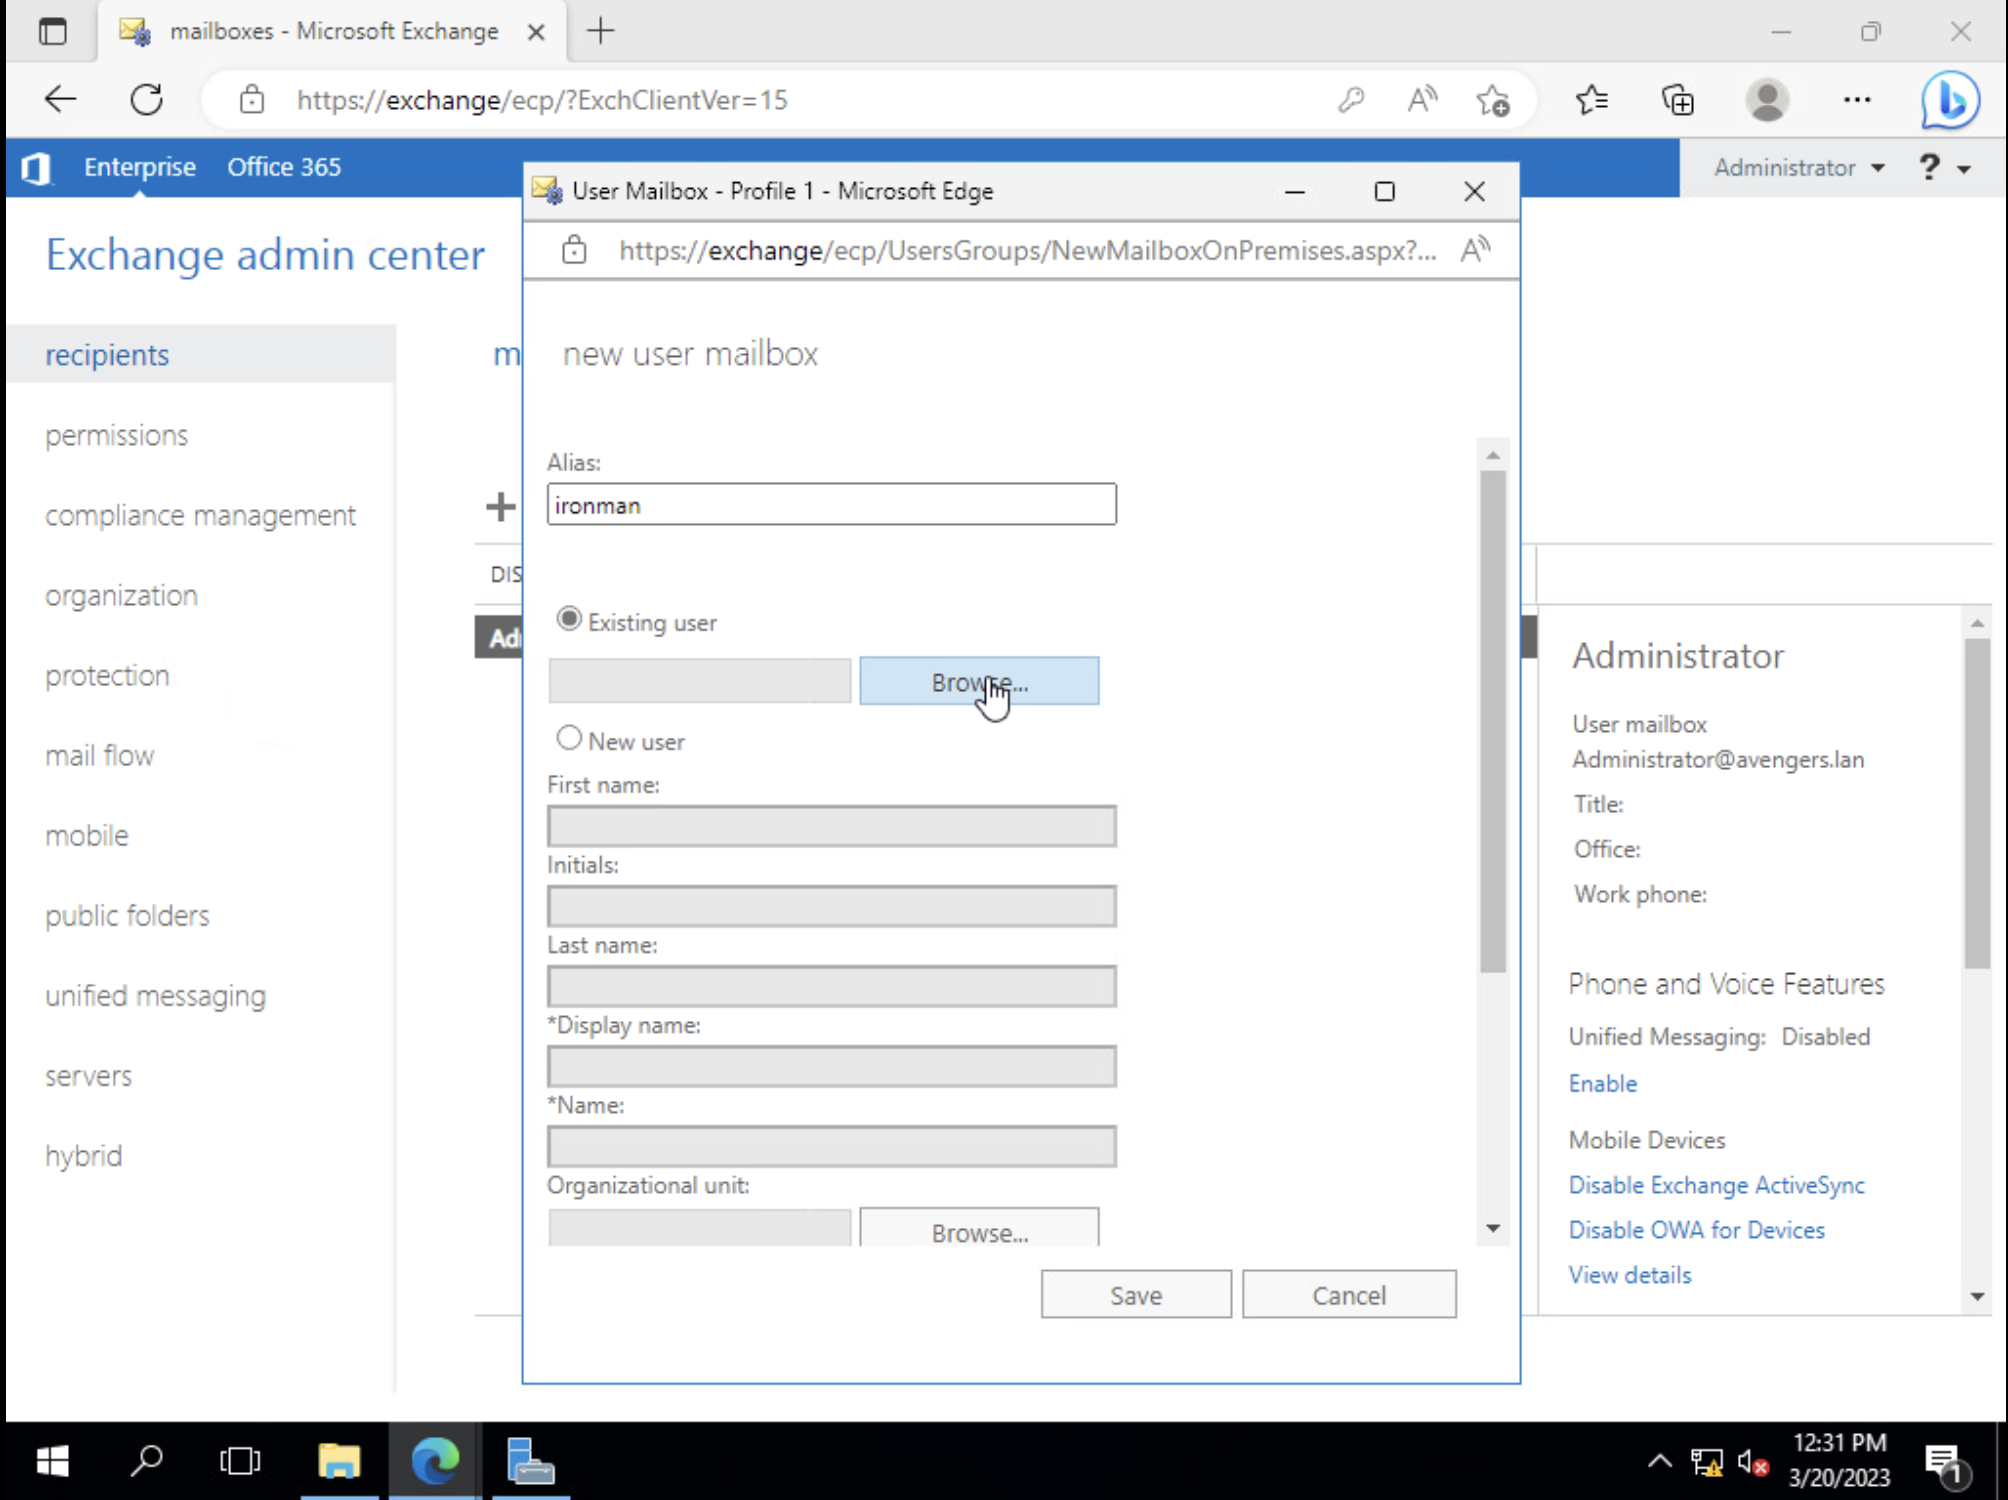 mailboxes - Microsoft Exchange
https://exchange/ecp/?ExchClientVer=15
Enterprise Office 365
Administrator ?
User Mailbox - Profile 1 - Microsoft Edge
https://exchange/ecp/UsersGroups/NewMailboxOnPremises.aspx?...
Exchange admin center
recipients
permissions
compliance management
organization
protection
mail flow
mobile
public folders
unified messaging
servers
hybrid
m
DIS
Ad
new user mailbox
Alias:
ironman
Existing user
Browse...
New user
First name:
Initials:
Last name:
*Display name:
*Name:
Organizational unit:
Browse...
Save Cancel
Administrator
User mailbox
Administrator@avengers.lan
Title:
Office:
Work phone:
Phone and Voice Features
Unified Messaging: Disabled
Enable
Mobile Devices
Disable Exchange ActiveSync
Disable OWA for Devices
View details
12:31 PM
3/20/2023
1